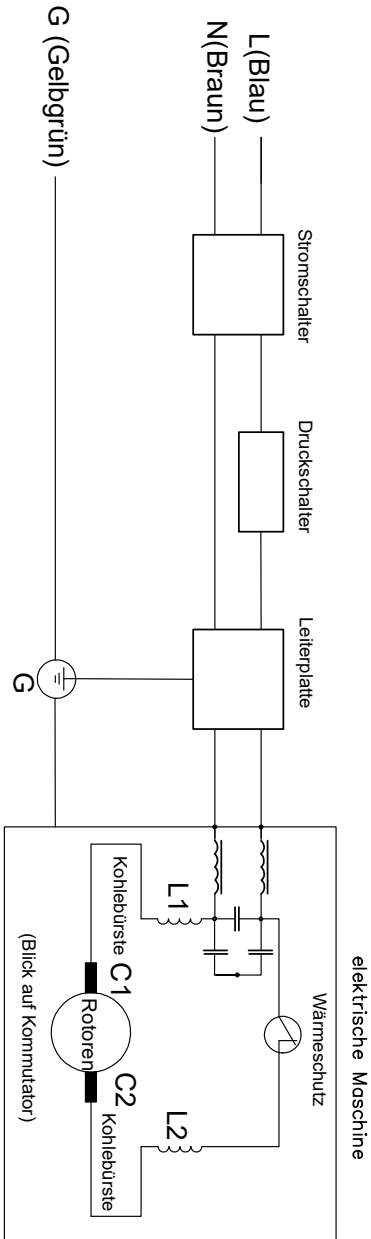 L(Blau)
N(Braun)
G (Gelbgrün)
Stromschalter
Druckschalter
Leiterplatte
G
elektrische Maschine
Wärmeschutz
L1
L2
Kohlebürste
C1
Rotoren
C2
Kohlebürste
(Blick auf Kommutator)